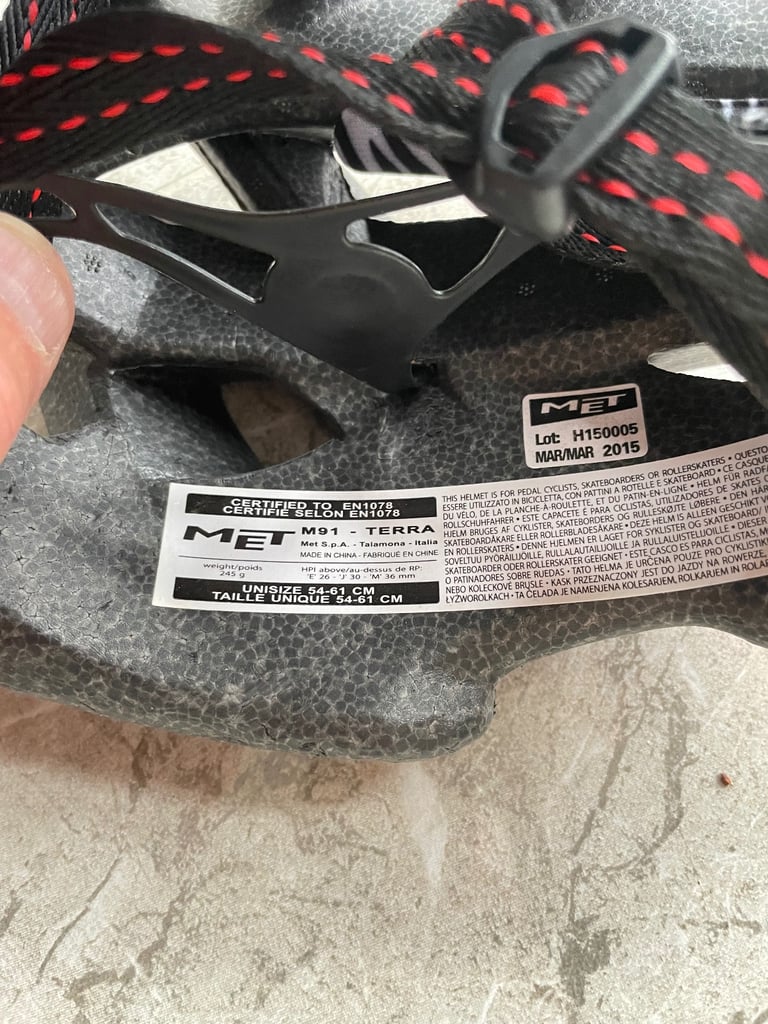 MET
Lot: H150005
MAR/MAR 2015
CERTIFIED TO EN1078
CERTIFIE SELON EN1078
MET
M91 - TERRA
Met S.p.A. - Talamona - Italia
MADE IN CHINA - FABRIQUÉ EN CHINE
weight/poids
245 g
HPI above/au-dessus de RP:
'E' 26 - 'J' 30 - 'M' 36 mm
UNISIZE 54-61 CM
TAILLE UNIQUE 54-61 CM
THIS HELMET IS FOR PEDAL CYCLISTS, SKATEBOARDERS OR ROLLERSKATERS • QUESTO
ESSERE UTILIZZATO IN BICICLETTA, CON PATTINI A ROTELLE E SKATEBOARD • CE CASQUE
DU VÉLO, DE LA PLANCHE-À-ROULETTE, ET DU PATIN-EN-LIGNE • HELM FÜR
ROLLSCHUHFAHRER • ESTE CAPACETE É PARA CICLISTAS, UTILIZADORES DE SKATES
HJELM BRUGES AF CYKLISTER, SKATEBORDERS OG RULLESKØJTE LØBERE • DEN
SKATEBOARDÅKARE ELLER ROLLERBLADESÅKARE • DEZE HELM IS ALLEEN GESCHIKT
EN ROLLERSKATERS • DENNE HJELMEN ER LAGET FOR SYKLISTER OG SKATEBOARD/
SOVELTUU PYÖRÄILIJOILLE, RULLALAUTAILIJOILLE JA RULLALUISTELIJOILLE • DIESER
SKATEBOARDER ODER ROLLERSKATER GEEIGNET • ESTE CASCO ES PARA CICLISTAS,
O PATINADORES SOBRE RUEDAS • TATO HELMA JE URČENA POUZE PRO CYKLISTIKU,
NEBO KOLEČKOVÉ BRUSLE • KASK PRZEZNACZONY JEST DO JAZDY NA ROWERZE,
ŁYŻWOROLKACH • TA ČELADA JE NAMENJENA KOLESARJEM, ROLKARJEM IN